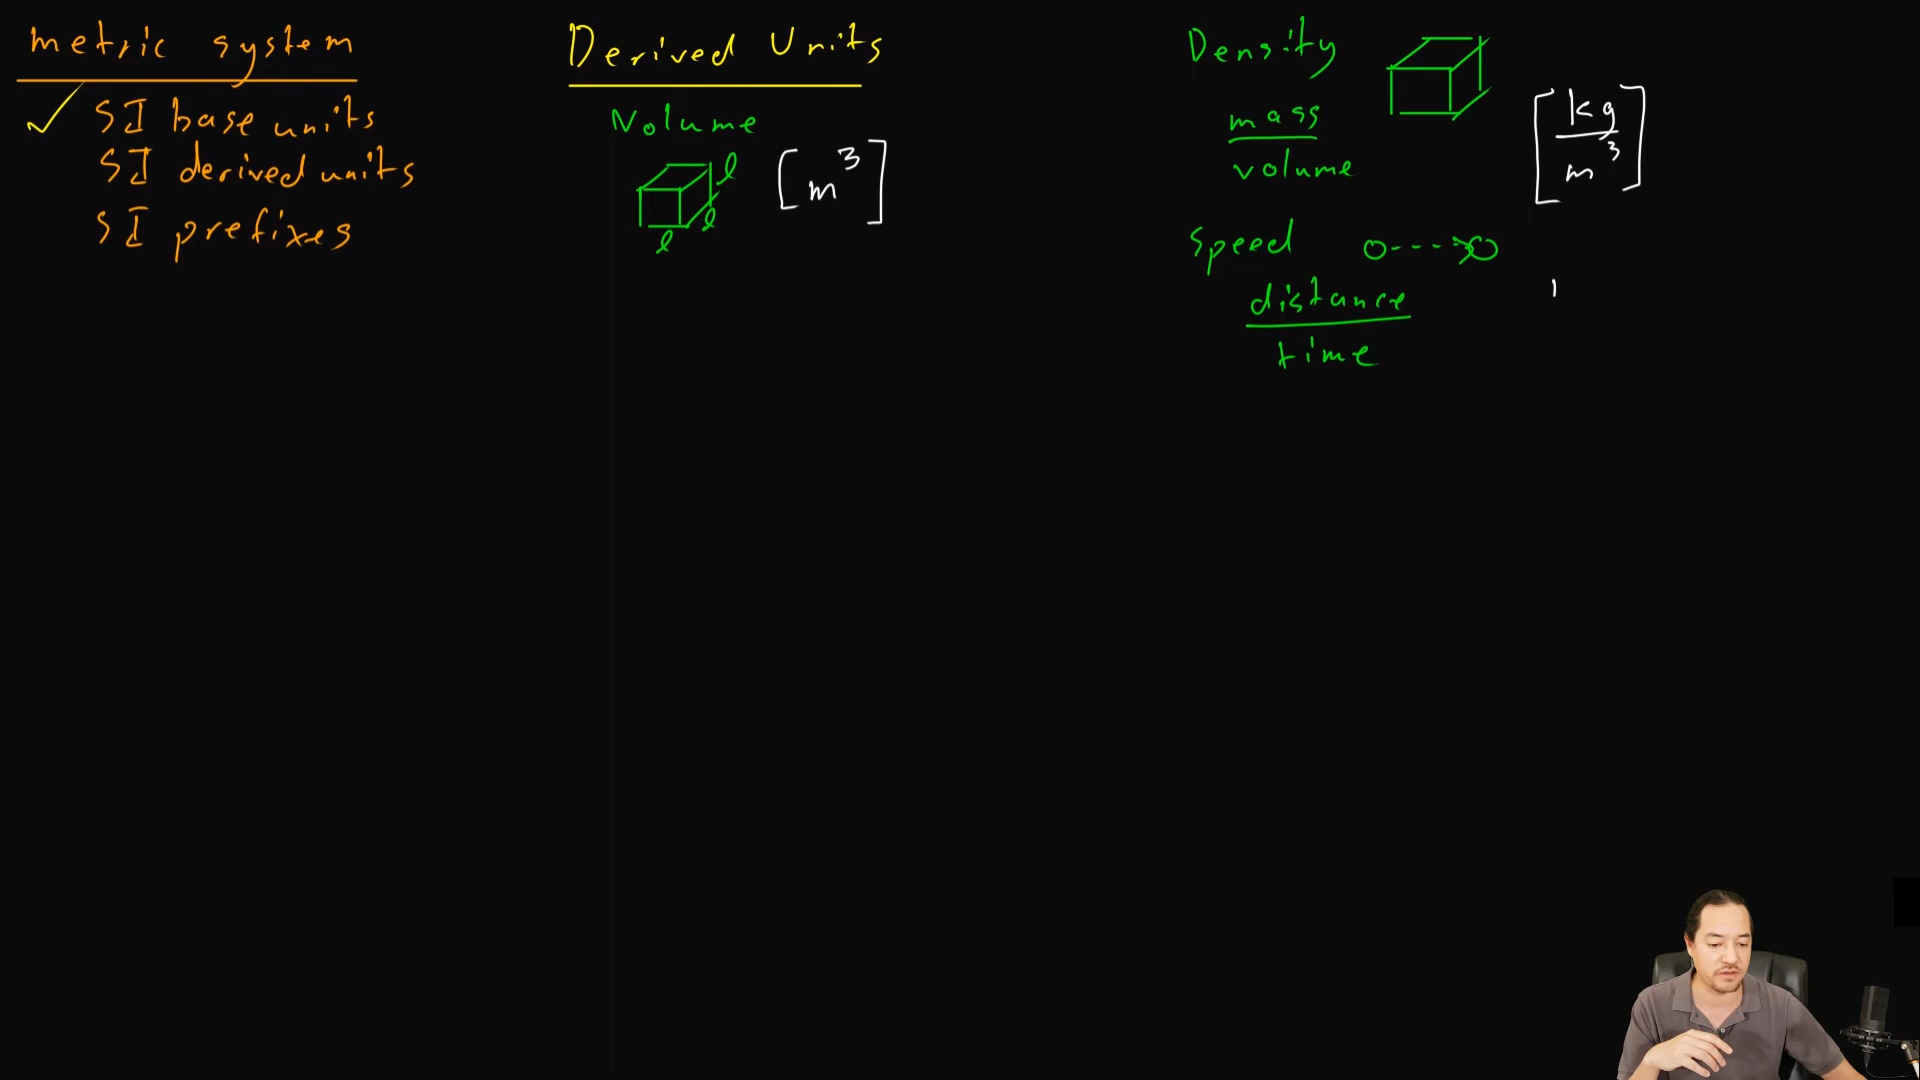 metric system
SI base units
SI derived units
SI prefixes
Derived Units
Volume
l
[m³]
l
l
Density
mass
volume
[kg
m³]
Speed
distance
time